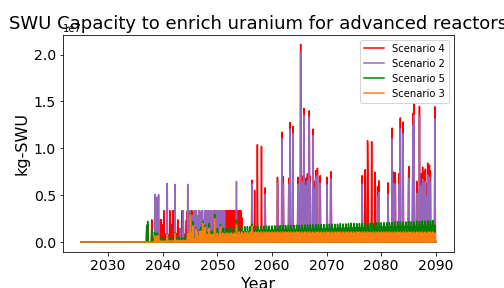 SWU Capacity to enrich uranium for advanced reactors
1e7
2.0
1.5
1.0
0.5
0.0
kg-SWU
Scenario 4
Scenario 2
Scenario 5
Scenario 3
2030 2040 2050 2060 2070 2080 2090
Year